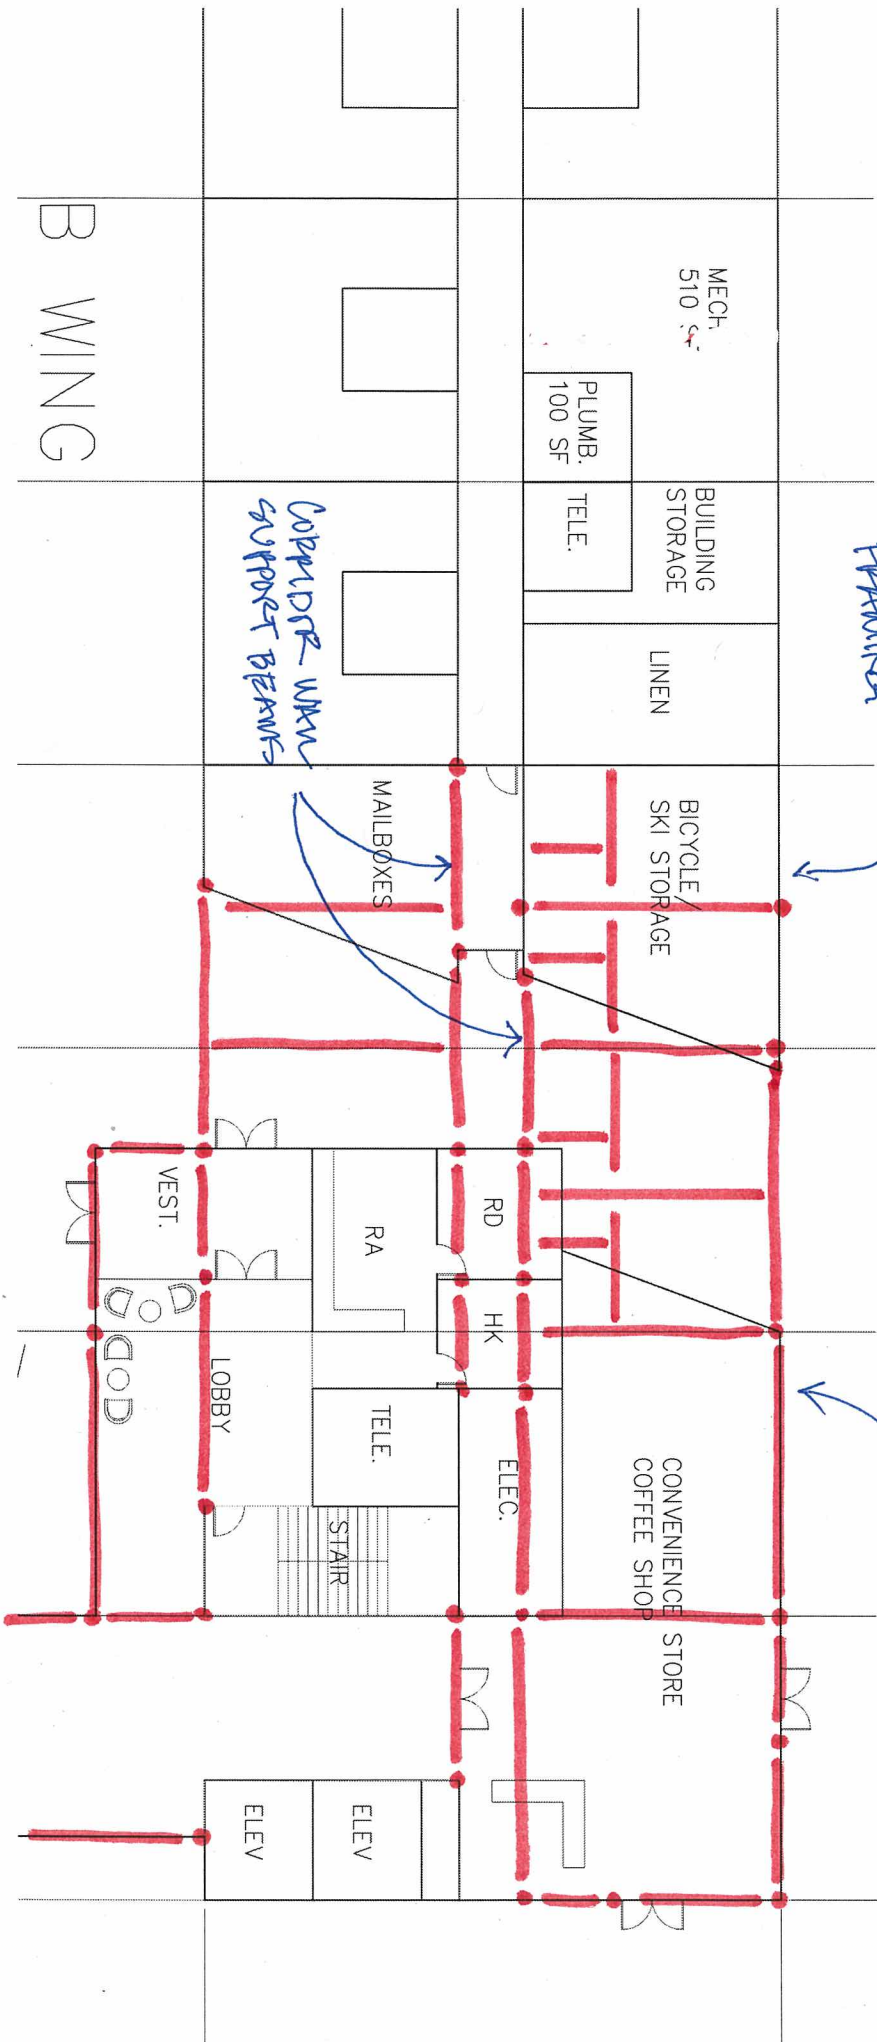 MECH
510
PLUMB.
100 SF
BUILDING
STORAGE
TELE.
LINEN
BICYCLE/
SKI STORAGE
CORRIDOR WALL
SUPPORT BEAMS
FRAMING
B WING
MAILBOXES
VEST.
RA
RD
HK
LOBBY
TELE.
ELEC.
STAIR
CONVENIENCE STORE
COFFEE SHOP
ELEV
ELEV